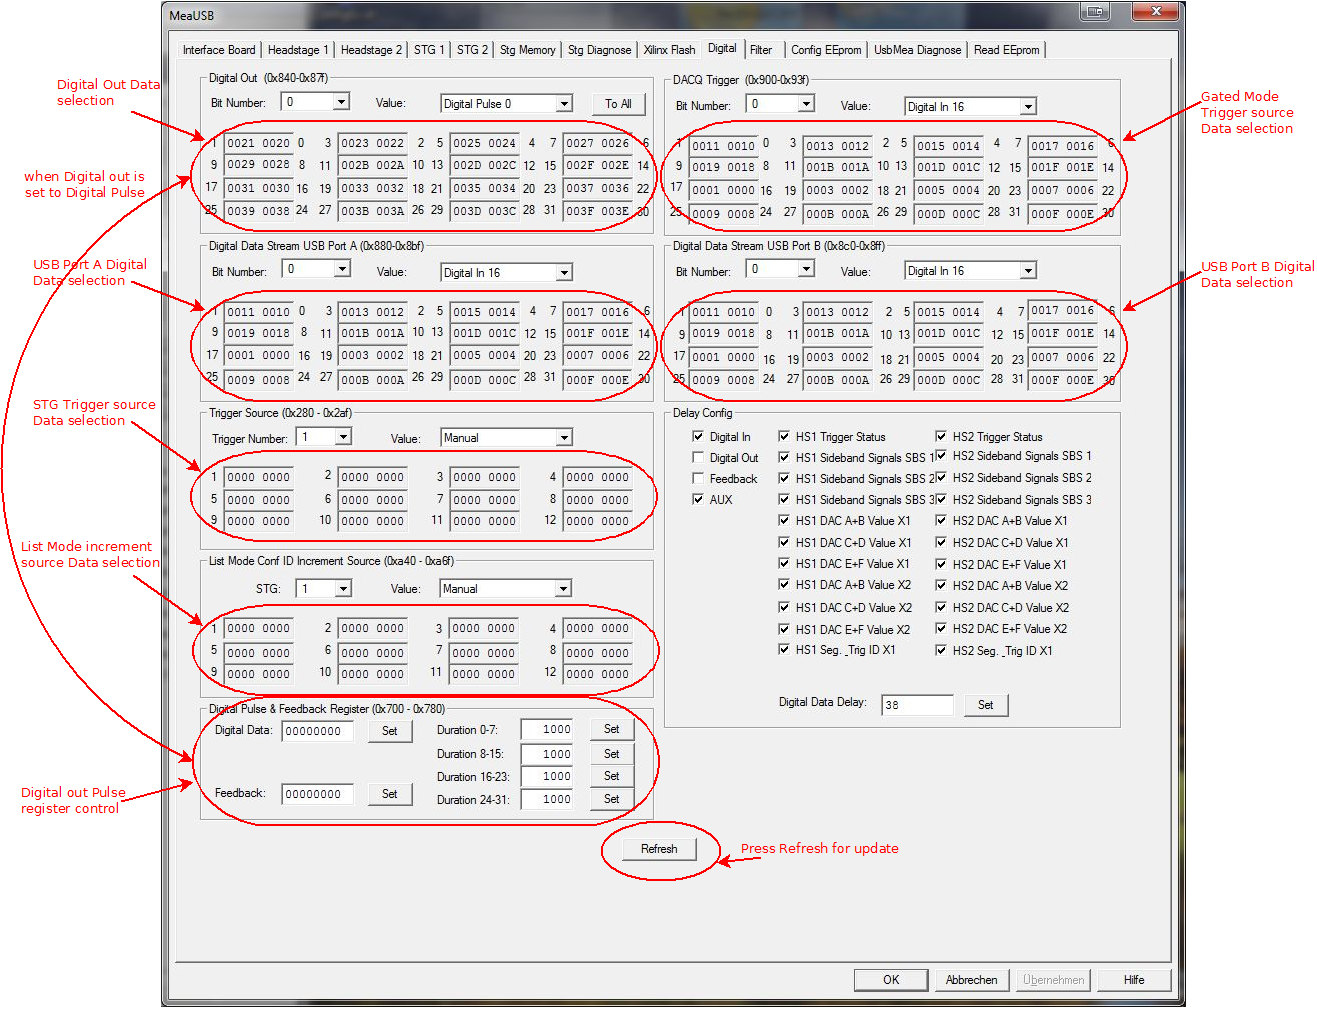 MeaUSB
Interface Board Headstage 1 Headstage 2 STG 1 STG 2 Stg Memory Stg Diagnose Xilinx Flash Digital Filter Config EEprom UsbMea Diagnose Read EEprom
Digital Out Data
selection
when Digital out is
set to Digital Pulse
USB Port A Digital
Data selection
STG Trigger source
Data selection
List Mode increment
source Data selection
Digital out Pulse
register control
Digital Out (0x840-0x87f)
Bit Number: 0 Value: Digital Pulse 0 To All
1 0021 0020 0 3 0023 0022 2 5 0025 0024 4 7 0027 0026 6
9 0029 0028 8 11 002B 002A 10 13 002D 002C 12 15 002F 002E 14
17 0031 0030 16 19 0033 0032 18 21 0035 0034 20 23 0037 0036 22
25 0039 0038 24 27 003B 003A 26 29 003D 003C 28 31 003F 003E 30
DACQ Trigger (0x900-0x93f)
Bit Number: 0 Value: Digital In 16
1 0011 0010 0 3 0013 0012 2 5 0015 0014 4 7 0017 0016 6
9 0019 0018 8 11 001B 001A 10 13 001D 001C 12 15 001F 001E 14
17 0001 0000 16 19 0003 0002 18 21 0005 0004 20 23 0007 0006 22
25 0009 0008 24 27 000B 000A 26 29 000D 000C 28 31 000F 000E 30
Gated Mode
Trigger source
Data selection
Digital Data Stream USB Port A (0x880-0x8bf)
Bit Number: 0 Value: Digital In 16
1 0011 0010 0 3 0013 0012 2 5 0015 0014 4 7 0017 0016 6
9 0019 0018 8 11 001B 001A 10 13 001D 001C 12 15 001F 001E 14
17 0001 0000 16 19 0003 0002 18 21 0005 0004 20 23 0007 0006 22
25 0009 0008 24 27 000B 000A 26 29 000D 000C 28 31 000F 000E 30
Digital Data Stream USB Port B (0x8c0-0x8ff)
Bit Number: 0 Value: Digital In 16
1 0011 0010 0 3 0013 0012 2 5 0015 0014 4 7 0017 0016 6
9 0019 0018 8 11 001B 001A 10 13 001D 001C 12 15 001F 001E 14
17 0001 0000 16 19 0003 0002 18 21 0005 0004 20 23 0007 0006 22
25 0009 0008 24 27 000B 000A 26 29 000D 000C 28 31 000F 000E 30
USB Port B Digital
Data selection
Trigger Source (0x280 - 0x2af)
Trigger Number: 1 Value: Manual
1 0000 0000 2 0000 0000 3 0000 0000 4 0000 0000
5 0000 0000 6 0000 0000 7 0000 0000 8 0000 0000
9 0000 0000 10 0000 0000 11 0000 0000 12 0000 0000
List Mode Conf ID Increment Source (0xa40 - 0xa6f)
STG: 1 Value: Manual
1 0000 0000 2 0000 0000 3 0000 0000 4 0000 0000
5 0000 0000 6 0000 0000 7 0000 0000 8 0000 0000
9 0000 0000 10 0000 0000 11 0000 0000 12 0000 0000
Digital Pulse & Feedback Register (0x700 - 0x780)
Digital Data: 00000000 Set Duration 0-7: 1000 Set
Duration 8-15: 1000 Set
Duration 16-23: 1000 Set
Feedback: 00000000 Set Duration 24-31: 1000 Set
Delay Config
Digital In HS1 Trigger Status HS2 Trigger Status
Digital Out HS1 Sideband Signals SBS 1 HS2 Sideband Signals SBS 1
Feedback HS1 Sideband Signals SBS 2 HS2 Sideband Signals SBS 2
AUX HS1 Sideband Signals SBS 3 HS2 Sideband Signals SBS 3
HS1 DAC A+B Value X1 HS2 DAC A+B Value X1
HS1 DAC C+D Value X1 HS2 DAC C+D Value X1
HS1 DAC E+F Value X1 HS2 DAC E+F Value X1
HS1 DAC A+B Value X2 HS2 DAC A+B Value X2
HS1 DAC C+D Value X2 HS2 DAC C+D Value X2
HS1 DAC E+F Value X2 HS2 DAC E+F Value X2
HS1 Seg. _Trig ID X1 HS2 Seg. _Trig ID X1
Digital Data Delay: 38 Set
Refresh
Press Refresh for update
OK Abbrechen Übernehmen Hilfe